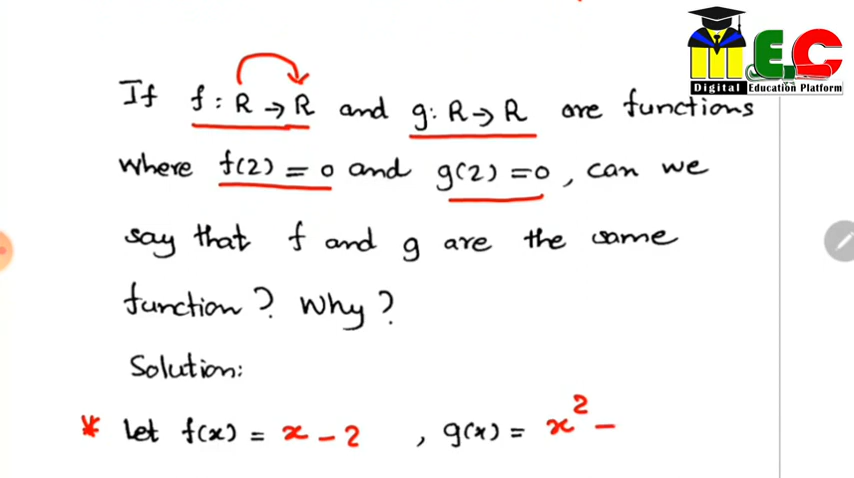 MEC
Digital Education Platform
If f : R → R and g : R → R are functions
where f(2) = 0 and g(2) = 0, can we
say that f and g are the same
function? Why?
Solution:
* Let f(x) = x - 2 , g(x) = x² -